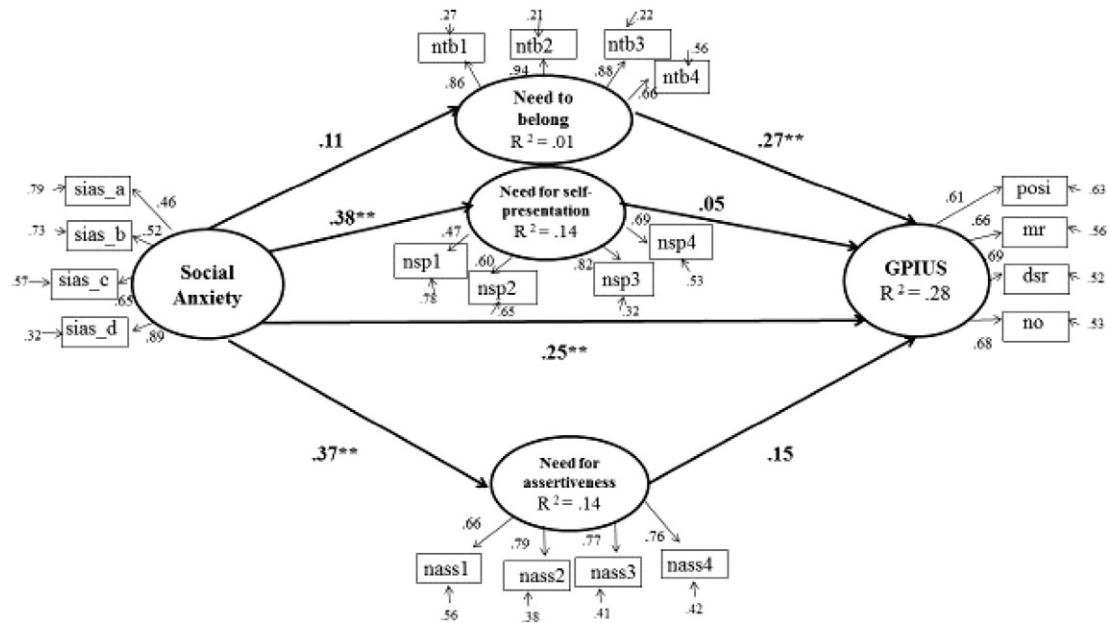 .27
.21
.22
ntb1
ntb2
ntb3
.56
ntb4
.86
.94
.88
.66
Need to
belong
R ² = .01
.11
.27**
.79
sias_a
.46
.73
sias_b
.52
.57
sias_c
.65
.32
sias_d
.89
Social
Anxiety
.38**
Need for self-
presentation
R ² = .14
.05
.47
nsp1
.78
.60
nsp2
.65
.82
nsp3
.32
.69
nsp4
.53
.61
posi
.63
.66
mr
.56
.69
dsr
.52
.68
no
.53
GPIUS
R ² = .28
.25**
.37**
.15
Need for
assertiveness
R ² = .14
.66
.79
.77
.76
nass1
nass2
nass3
nass4
.56
.38
.41
.42